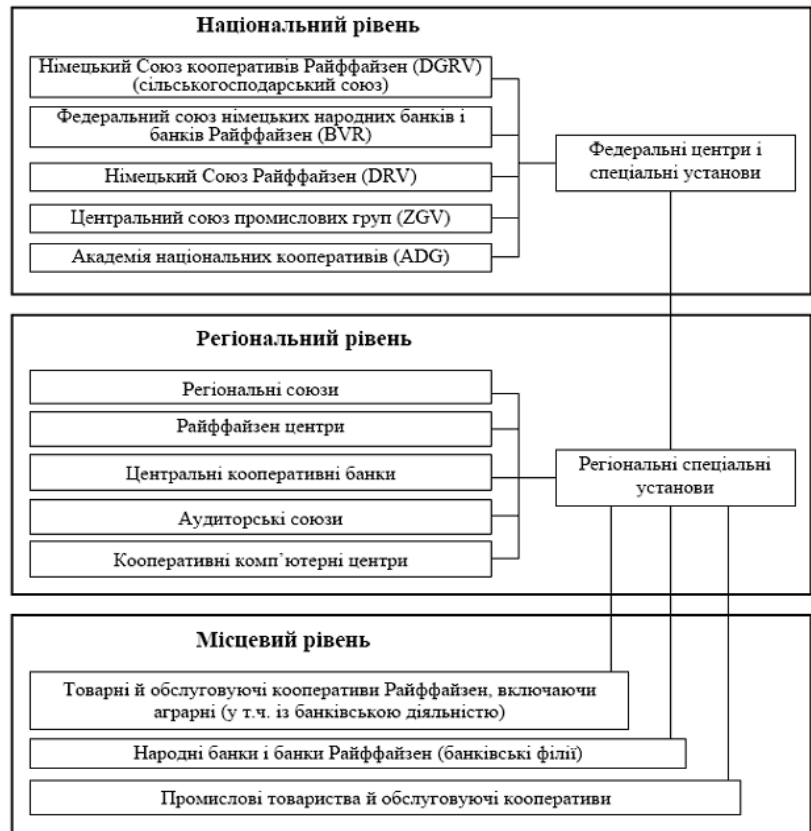 Національний рівень
Німецький Союз кооперативів Райффайзен (DGRV)
(сільськогосподарський союз)
Федеральний союз німецьких народних банків і
банків Райффайзен (BVR)
Німецький Союз Райффайзен (DRV)
Центральний союз промислових груп (ZGV)
Академія національних кооперативів (ADG)
Федеральні центри і
спеціальні установи
Регіональний рівень
Регіональні союзи
Райффайзен центри
Центральні кооперативні банки
Аудиторські союзи
Кооперативні комп’ютерні центри
Регіональні спеціальні
установи
Місцевий рівень
Товарні й обслуговуючі кооперативи Райффайзен, включаючи
аграрні (у т.ч. із банківською діяльністю)
Народні банки і банки Райффайзен (банківські філії)
Промислові товариства й обслуговуючі кооперативи